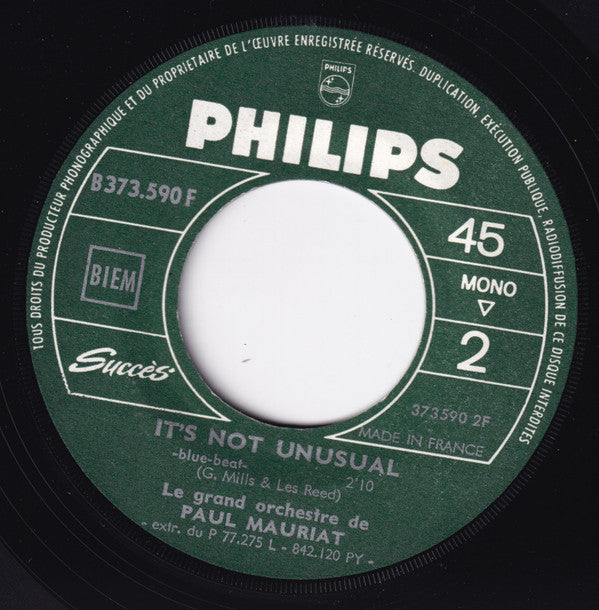 TOUS DROITS DU PRODUCTEUR PHONOGRAPHIQUE ET DU PROPRIETAIRE DE L'ŒUVRE ENREGISTRÉE RÉSERVÉS. DUPLICATION, EXÉCUTION PUBLIQUE, RADIODIFFUSION DE CE DISQUE INTERDITES
PHILIPS
PHILIPS
B 373.590 F
45
BIEM
MONO
2
Succès
373590 2F
MADE IN FRANCE
IT'S NOT UNUSUAL
-blue-beat- 2'10
(G. Mills & Les Reed)
Le grand orchestre de
PAUL MAURIAT
- extr. du P 77.275 L - 842.120 PY -